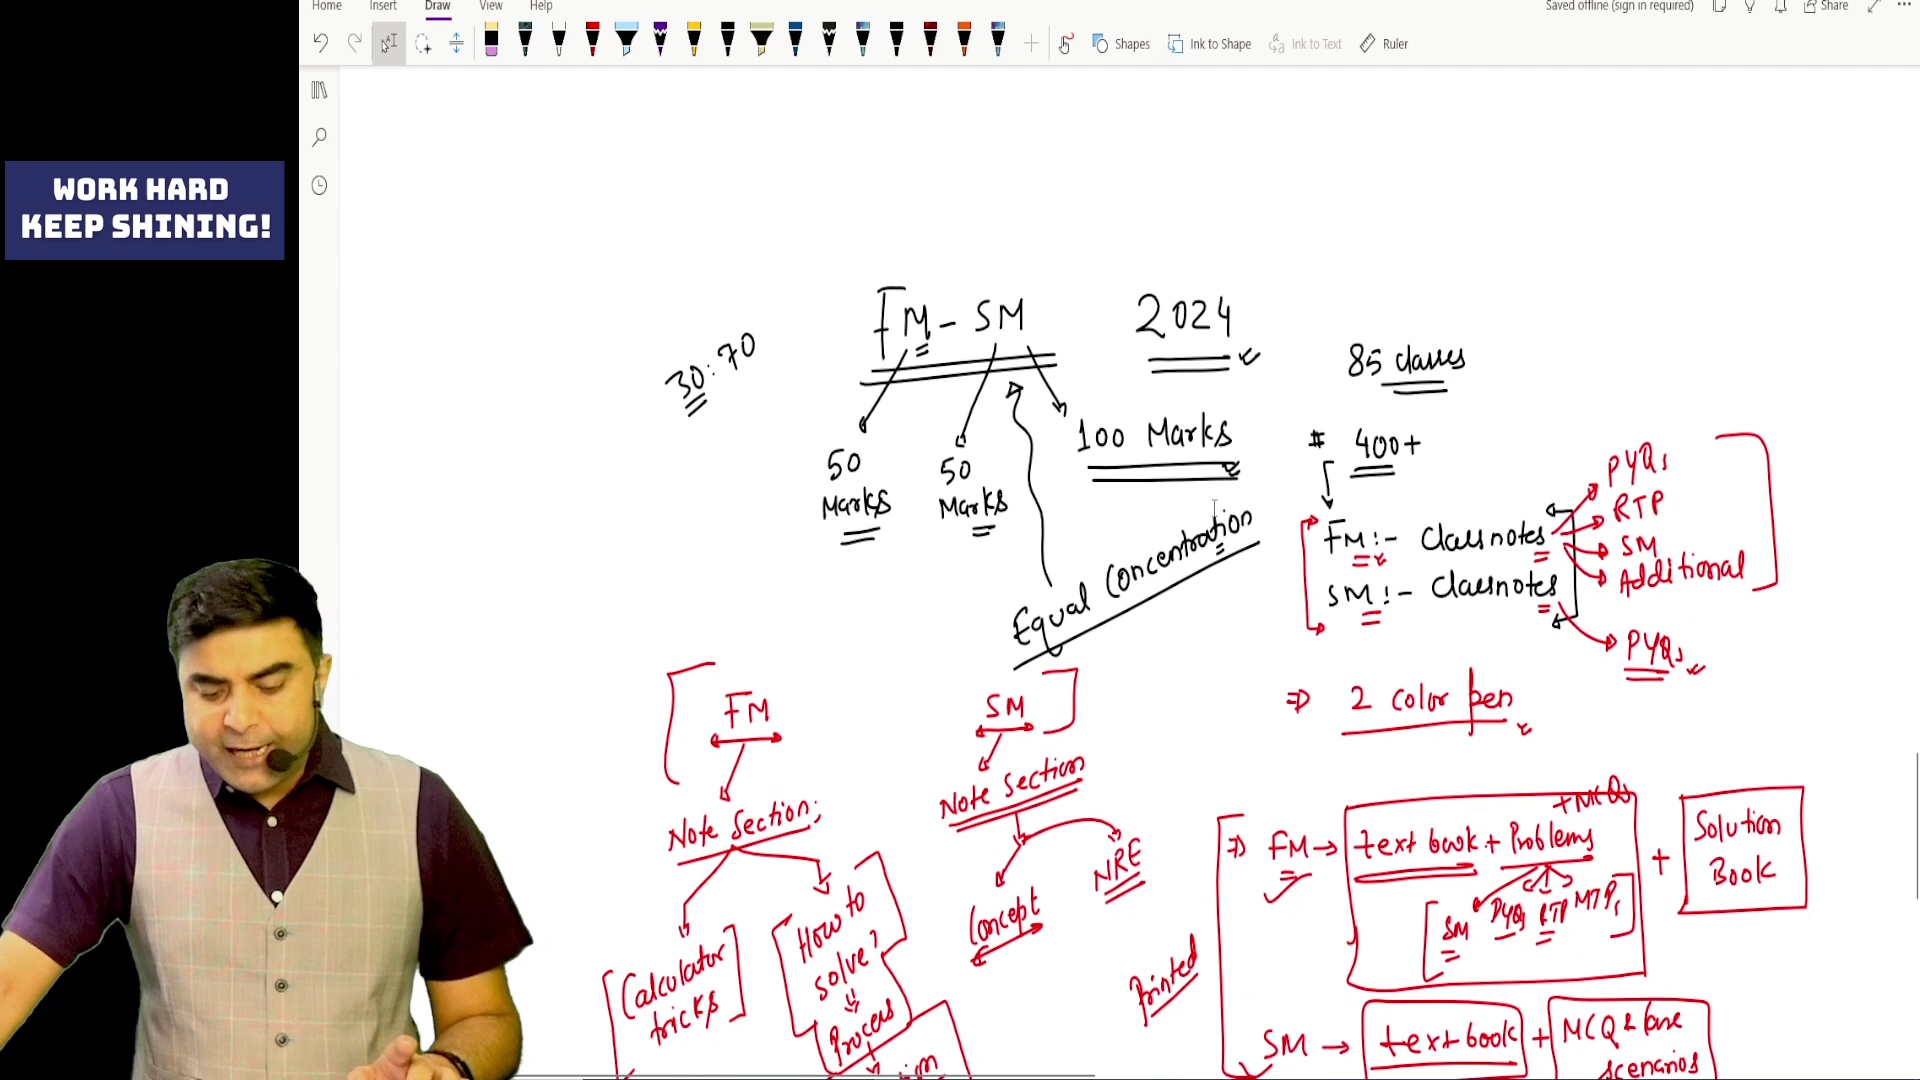 Home Insert Draw View Help
Saved offline (sign in required) Share
Shapes Ink to Shape Ink to Text Ruler
WORK HARD
KEEP SHINING!
FM - SM 2024
30:70
85 classes
100 Marks
# 400+
50
Marks
50
Marks
Equal Concentration
FM :- Classnotes
SM :- Classnotes
PYQs
RTP
SM
Additional
PYQs
⇒ 2 color pen
FM
Note Section:
Calculator
tricks
How to
solve?
Process
SM
Note Section
Concept
NRE
Printed
⇒ FM → text book + Problems
+ MCQs
SM PYQs RTP MTPs
+ Solution
Book
SM → text book + MCQ &
scenarios